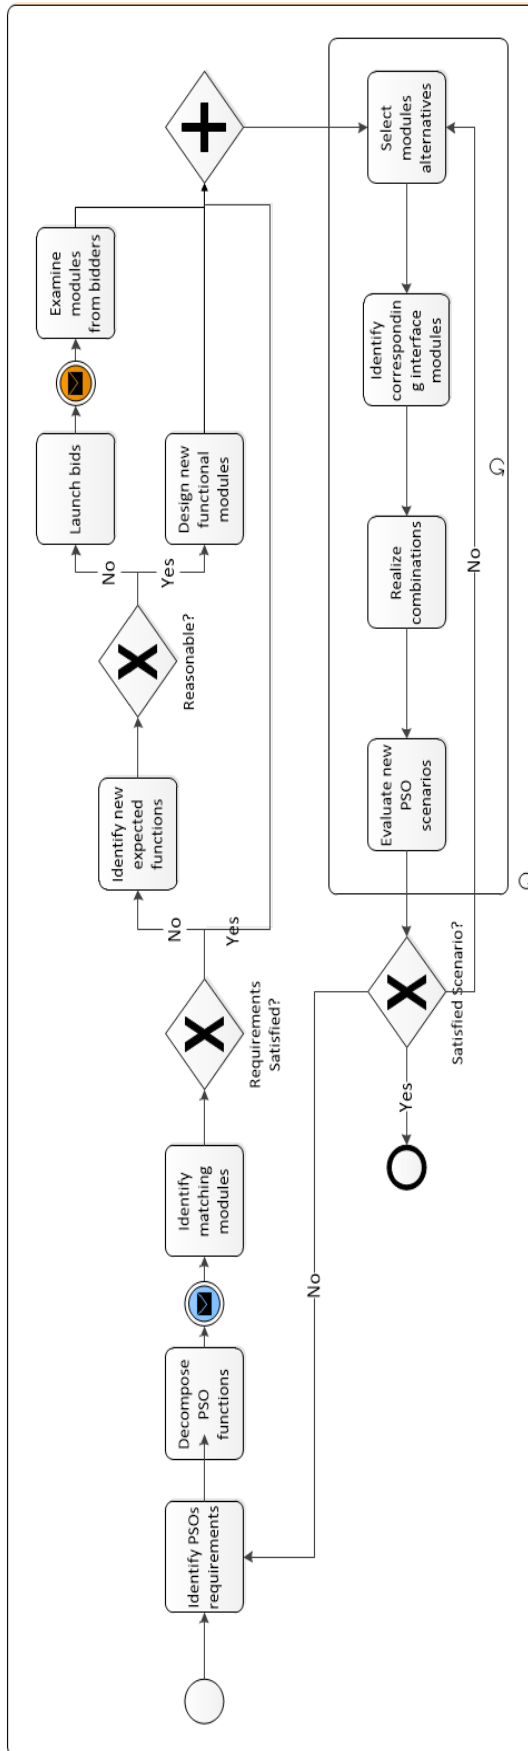 Identify PSOs
requirements
Decompose
PSO
functions
Identify
matching
modules
Requirements
Satisfied?
No
Yes
Identify new
expected
functions
Reasonable?
No
Yes
Launch bids
Examine
modules
from bidders
Design new
functional
modules
Select
modules
alternatives
Identify
correspondin
g interface
modules
Realize
combinations
Evaluate new
PSO
scenarios
Satisfied Scenario?
No
Yes
No